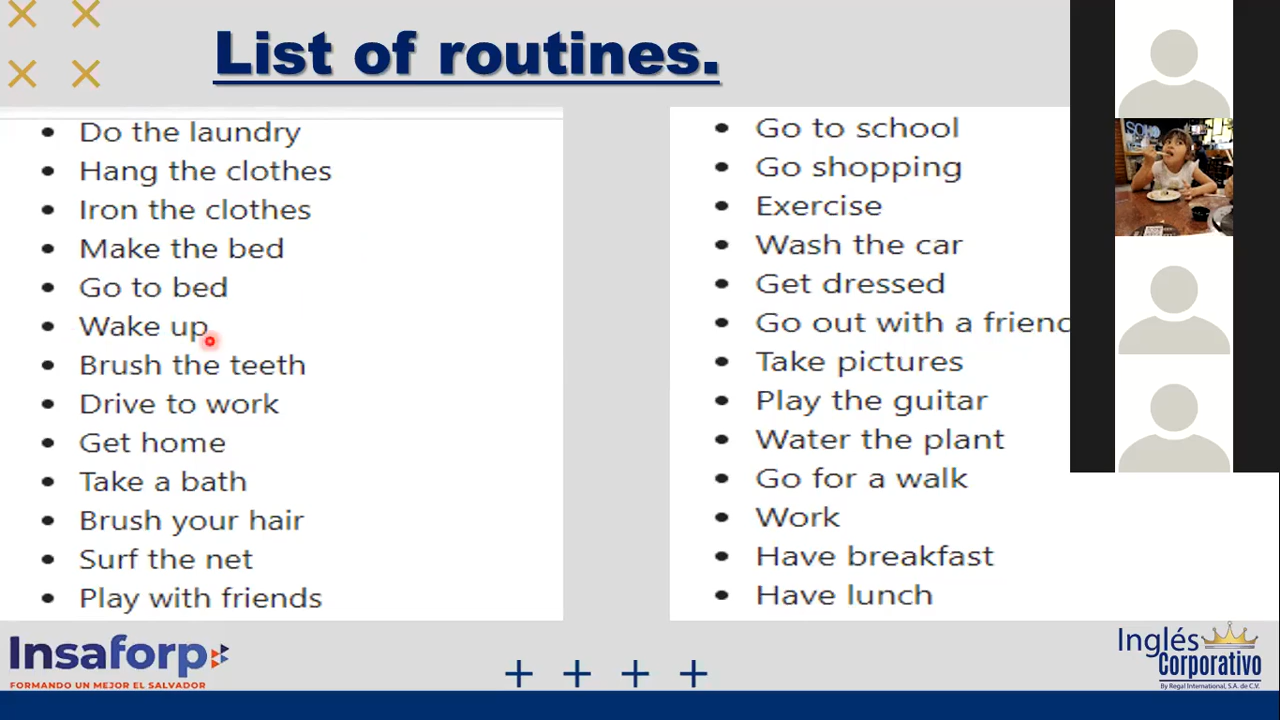 List of routines.
Do the laundry
Hang the clothes
Iron the clothes
Make the bed
Go to bed
Wake up
Brush the teeth
Drive to work
Get home
Take a bath
Brush your hair
Surf the net
Play with friends
Go to school
Go shopping
Exercise
Wash the car
Get dressed
Go out with a friend
Take pictures
Play the guitar
Water the plant
Go for a walk
Work
Have breakfast
Have lunch
SOHO
Insaforp
FORMANDO UN MEJOR EL SALVADOR
Inglés
Corporativo
By Regal International, S.A. de C.V.